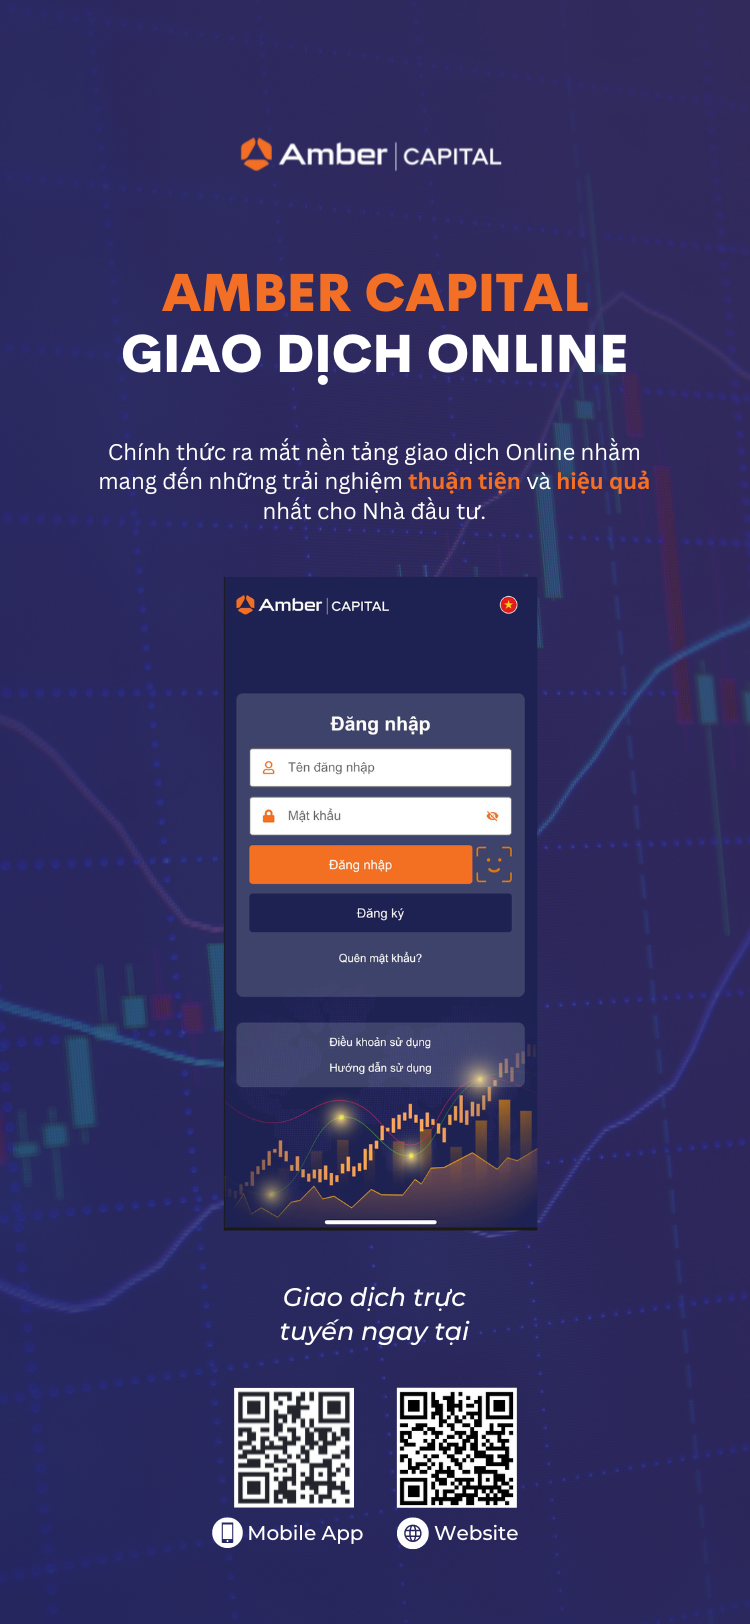 Amber | CAPITAL
AMBER CAPITAL
GIAO DỊCH ONLINE
Chính thức ra mắt nền tảng giao dịch Online nhằm
mang đến những trải nghiệm thuận tiện và hiệu quả
nhất cho Nhà đầu tư.
Amber | CAPITAL
Đăng nhập
Tên đăng nhập
Mật khẩu
Đăng nhập
Đăng ký
Quên mật khẩu?
Điều khoản sử dụng
Hướng dẫn sử dụng
Giao dịch trực
tuyến ngay tại
Mobile App
Website